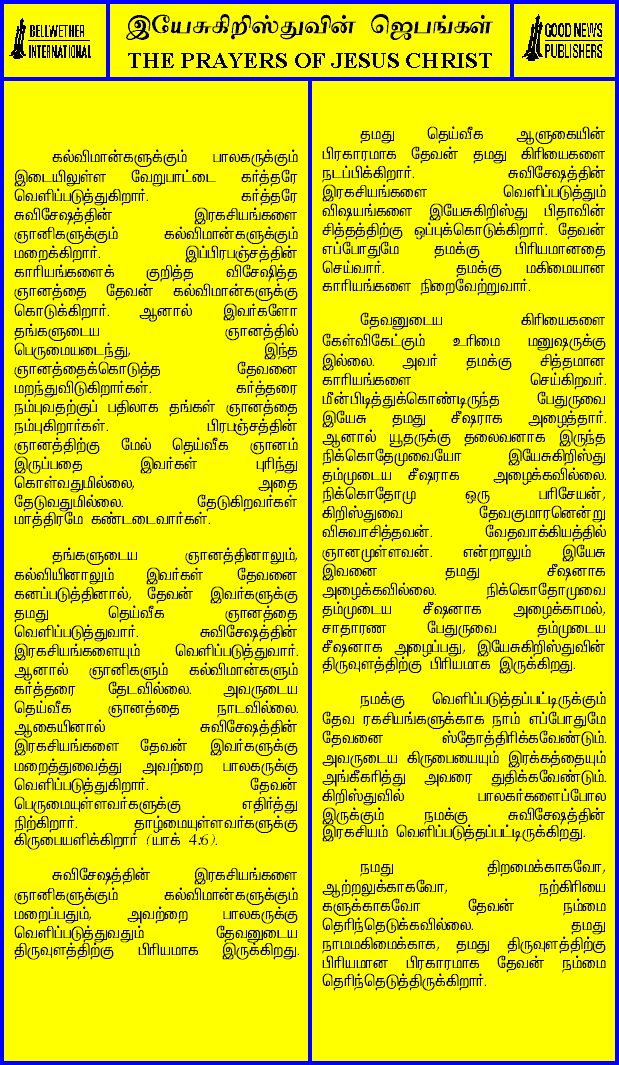 BELLWETHER
INTERNATIONAL
இயேசுகிறிஸ்துவின் ஜெபங்கள்
THE PRAYERS OF JESUS CHRIST
GOOD NEWS
PUBLISHERS
கல்விமான்களுக்கும் பாலகருக்கும்
இடையிலுள்ள வேறுபாட்டை கர்த்தரே
வெளிப்படுத்துகிறார். கர்த்தரே
சுவிசேஷத்தின் இரகசியங்களை
ஞானிகளுக்கும் கல்விமான்களுக்கும்
மறைக்கிறார். இப்பிரபஞ்சத்தின்
காரியங்களைக் குறித்த விசேஷித்த
ஞானத்தை தேவன் கல்விமான்களுக்கு
கொடுக்கிறார். ஆனால் இவர்களோ
தங்களுடைய ஞானத்தில்
பெருமையடைந்து, இந்த
ஞானத்தைக்கொடுத்த தேவனை
மறந்துவிடுகிறார்கள். கர்த்தரை
நம்புவதற்குப் பதிலாக தங்கள் ஞானத்தை
நம்புகிறார்கள். பிரபஞ்சத்தின்
ஞானத்திற்கு மேல் தெய்வீக ஞானம்
இருப்பதை இவர்கள் புரிந்து
கொள்வதுமில்லை, அதை
தேடுவதுமில்லை. தேடுகிறவர்கள்
மாத்திரமே கண்டடைவார்கள்.
தங்களுடைய ஞானத்தினாலும்,
கல்வியினாலும் இவர்கள் தேவனை
கனப்படுத்தினால், தேவன் இவர்களுக்கு
தமது தெய்வீக ஞானத்தை
வெளிப்படுத்துவார். சுவிசேஷத்தின்
இரகசியங்களையும் வெளிப்படுத்துவார்.
ஆனால் ஞானிகளும் கல்விமான்களும்
கர்த்தரை தேடவில்லை. அவருடைய
தெய்வீக ஞானத்தை நாடவில்லை.
ஆகையினால் சுவிசேஷத்தின்
இரகசியங்களை தேவன் இவர்களுக்கு
மறைத்துவைத்து அவற்றை பாலகருக்கு
வெளிப்படுத்துகிறார். தேவன்
பெருமையுள்ளவர்களுக்கு எதிர்த்து
நிற்கிறார். தாழ்மையுள்ளவர்களுக்கு
கிருபையளிக்கிறார் (யாக் 4:6).
சுவிசேஷத்தின் இரகசியங்களை
ஞானிகளுக்கும் கல்விமான்களுக்கும்
மறைப்பதும், அவற்றை பாலகருக்கு
வெளிப்படுத்துவதும் தேவனுடைய
திருவுளத்திற்கு பிரியமாக இருக்கிறது.
தமது தெய்வீக ஆளுகையின்
பிரகாரமாக தேவன் தமது கிரியைகளை
நடப்பிக்கிறார். சுவிசேஷத்தின்
இரகசியங்களை வெளிப்படுத்தும்
விஷயங்களை இயேசுகிறிஸ்து பிதாவின்
சித்தத்திற்கு ஒப்புக்கொடுக்கிறார். தேவன்
எப்போதுமே தமக்கு பிரியமானதை
செய்வார். தமக்கு மகிமையான
காரியங்களை நிறைவேற்றுவார்.
தேவனுடைய கிரியைகளை
கேள்விகேட்கும் உரிமை மனுஷருக்கு
இல்லை. அவர் தமக்கு சித்தமான
காரியங்களை செய்கிறவர்.
மீன்பிடித்துக்கொண்டிருந்த பேதுருவை
இயேசு தமது சீஷராக அழைத்தார்.
ஆனால் யூதருக்கு தலைவனாக இருந்த
நிக்கொதேமுவையோ இயேசுகிறிஸ்து
தம்முடைய சீஷராக அழைக்கவில்லை.
நிக்கொதோமு ஒரு பரிசேயன்,
கிறிஸ்துவை தேவகுமாரனென்று
விசுவாசித்தவன். வேதவாக்கியத்தில்
ஞானமுள்ளவன். என்றாலும் இயேசு
இவனை தமது சீஷனாக
அழைக்கவில்லை. நிக்கொதோமுவை
தம்முடைய சீஷனாக அழைக்காமல்,
சாதாரண பேதுருவை தம்முடைய
சீஷனாக அழைப்பது, இயேசுகிறிஸ்துவின்
திருவுளத்திற்கு பிரியமாக இருக்கிறது.
நமக்கு வெளிப்படுத்தப்பட்டிருக்கும்
தேவ ரகசியங்களுக்காக நாம் எப்போதுமே
தேவனை ஸ்தோத்திரிக்கவேண்டும்.
அவருடைய கிருபையையும் இரக்கத்தையும்
அங்கீகரித்து அவரை துதிக்கவேண்டும்.
கிறிஸ்துவில் பாலகர்களைப்போல
இருக்கும் நமக்கு சுவிசேஷத்தின்
இரகசியம் வெளிப்படுத்தப்பட்டிருக்கிறது.
நமது திறமைக்காகவோ,
ஆற்றலுக்காகவோ, நற்கிரியை
களுக்காகவோ தேவன் நம்மை
தெரிந்தெடுக்கவில்லை. தமது
நாமமகிமைக்காக, தமது திருவுளத்திற்கு
பிரியமான பிரகாரமாக தேவன் நம்மை
தெரிந்தெடுத்திருக்கிறார்.